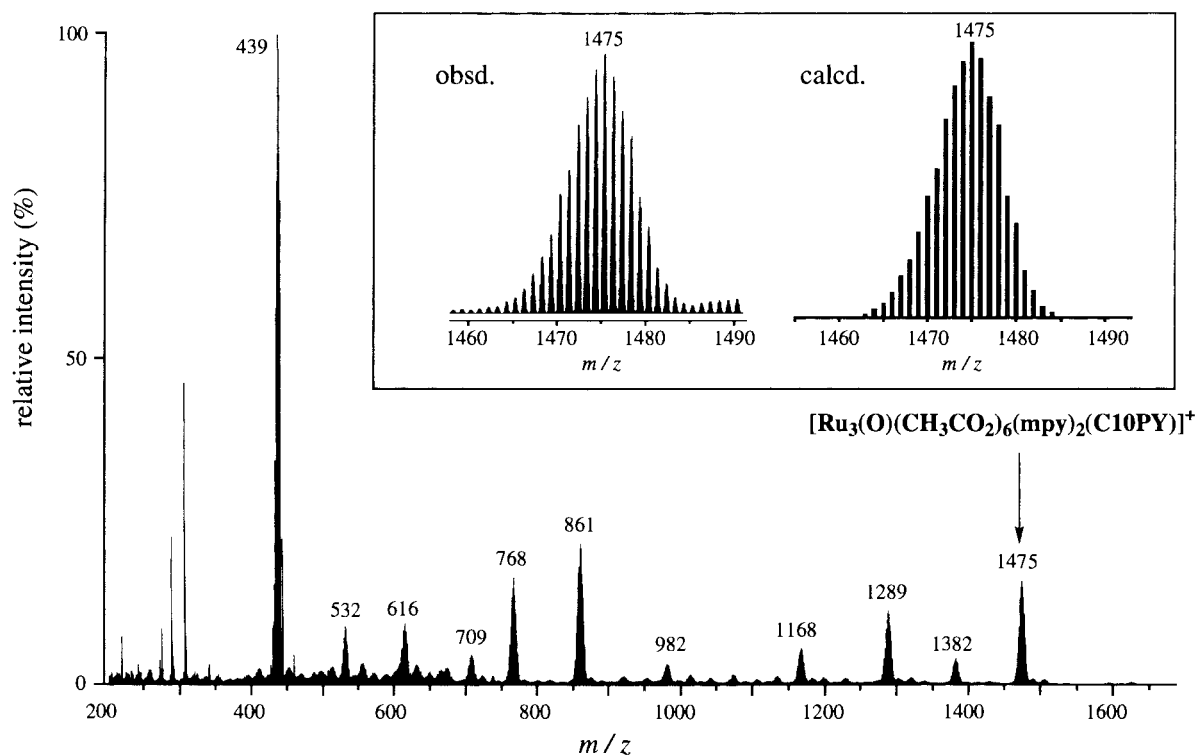 relative intensity (%)
100
50
0
439
532
616
709
768
861
982
1168
1289
1382
1475
[Ru₃(O)(CH₃CO₂)₆(mpy)₂(C10PY)]⁺
200 400 600 800 1000 1200 1400 1600
m / z
obsd.
1475
1460 1470 1480 1490
m / z
calcd.
1475
1460 1470 1480 1490
m / z